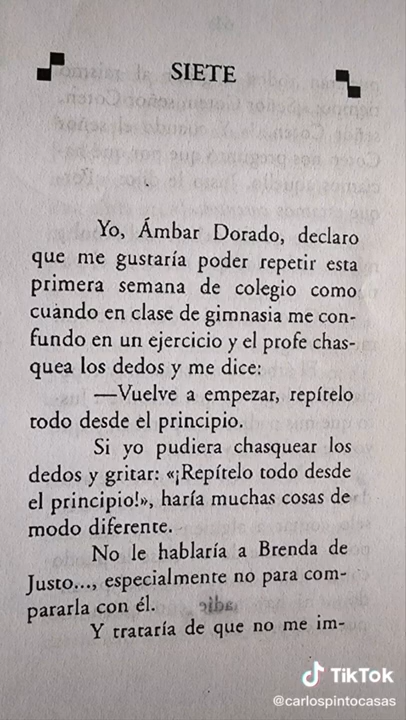 SIETE
Yo, Ámbar Dorado, declaro
que me gustaría poder repetir esta
primera semana de colegio como
cuando en clase de gimnasia me con-
fundo en un ejercicio y el profe chas-
quea los dedos y me dice:
—Vuelve a empezar, repítelo
todo desde el principio.
Si yo pudiera chasquear los
dedos y gritar: «¡Repítelo todo desde
el principio!», haría muchas cosas de
modo diferente.
No le hablaría a Brenda de
Justo..., especialmente no para com-
pararla con él.
Y trataría de que no me im-
TikTok
@carlospintocasas